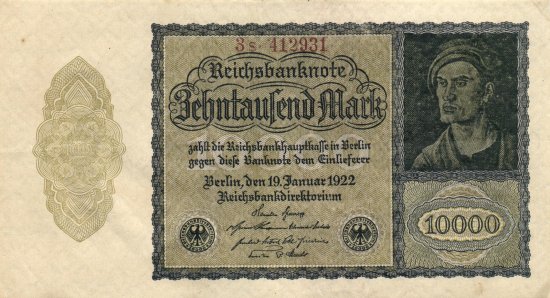 3s 412931
Reichsbanknote
Zehntausend Mark
zahlt die Reichsbankhauptkasse in Berlin
gegen diese Banknote dem Einlieferer
Berlin, den 19. Januar 1922
Reichsbankdirektorium
10000